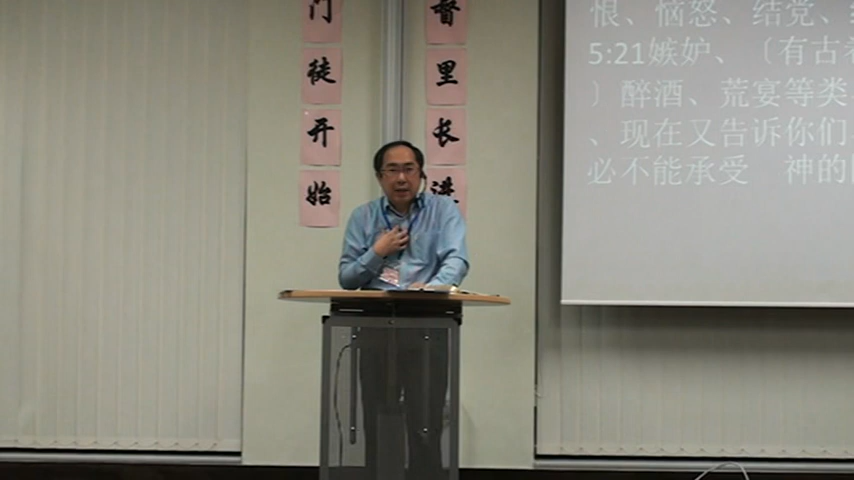 门徒开始
督里长进
恨、恼怒、结党、
5:21嫉妒、〔有古
〕醉酒、荒宴等类
、现在又告诉你们
必不能承受 神的